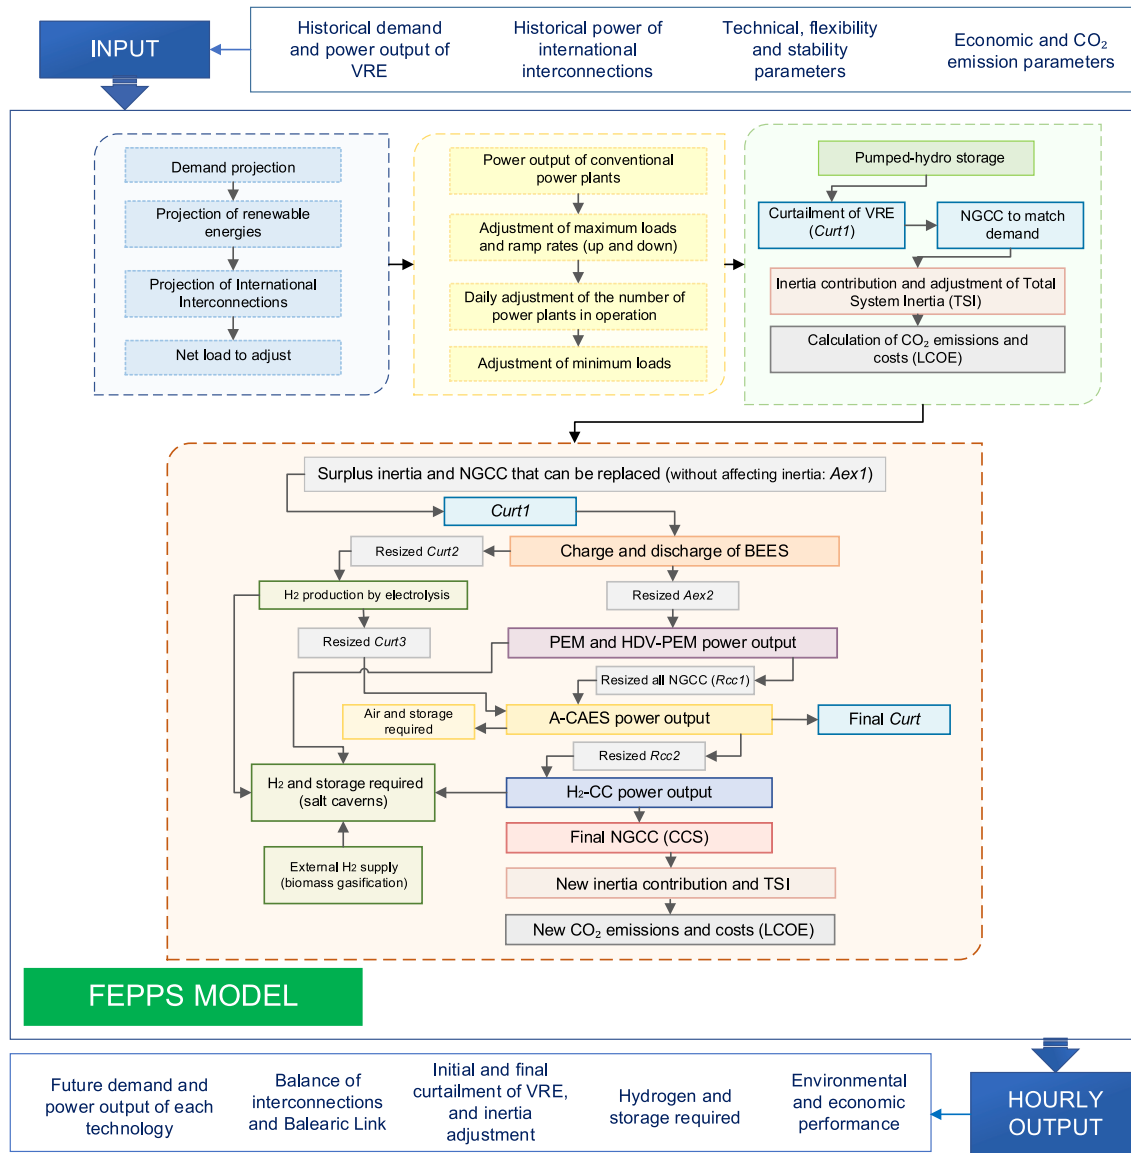 INPUT
Historical demand
and power output of
VRE
Historical power of
international
interconnections
Technical, flexibility
and stability
parameters
Economic and CO₂
emission parameters
Demand projection
Projection of renewable
energies
Projection of International
Interconnections
Net load to adjust
Power output of conventional
power plants
Adjustment of maximum loads
and ramp rates (up and down)
Daily adjustment of the number of
power plants in operation
Adjustment of minimum loads
Pumped-hydro storage
Curtailment of VRE
(Curt1)
NGCC to match
demand
Inertia contribution and adjustment of Total
System Inertia (TSI)
Calculation of CO₂ emissions and
costs (LCOE)
Surplus inertia and NGCC that can be replaced (without affecting inertia: Aex1)
Curt1
Charge and discharge of BEES
Resized Curt2
H₂ production by electrolysis
Resized Aex2
Resized Curt3
PEM and HDV-PEM power output
Resized all NGCC (Rcc1)
Air and storage
required
A-CAES power output
Final Curt
Resized Rcc2
H₂ and storage required
(salt caverns)
H₂-CC power output
Final NGCC (CCS)
External H₂ supply
(biomass gasification)
New inertia contribution and TSI
New CO₂ emissions and costs (LCOE)
FEPPS MODEL
Future demand and
power output of each
technology
Balance of
interconnections
and Balearic Link
Initial and final
curtailment of VRE,
and inertia
adjustment
Hydrogen and
storage required
Environmental
and economic
performance
HOURLY
OUTPUT